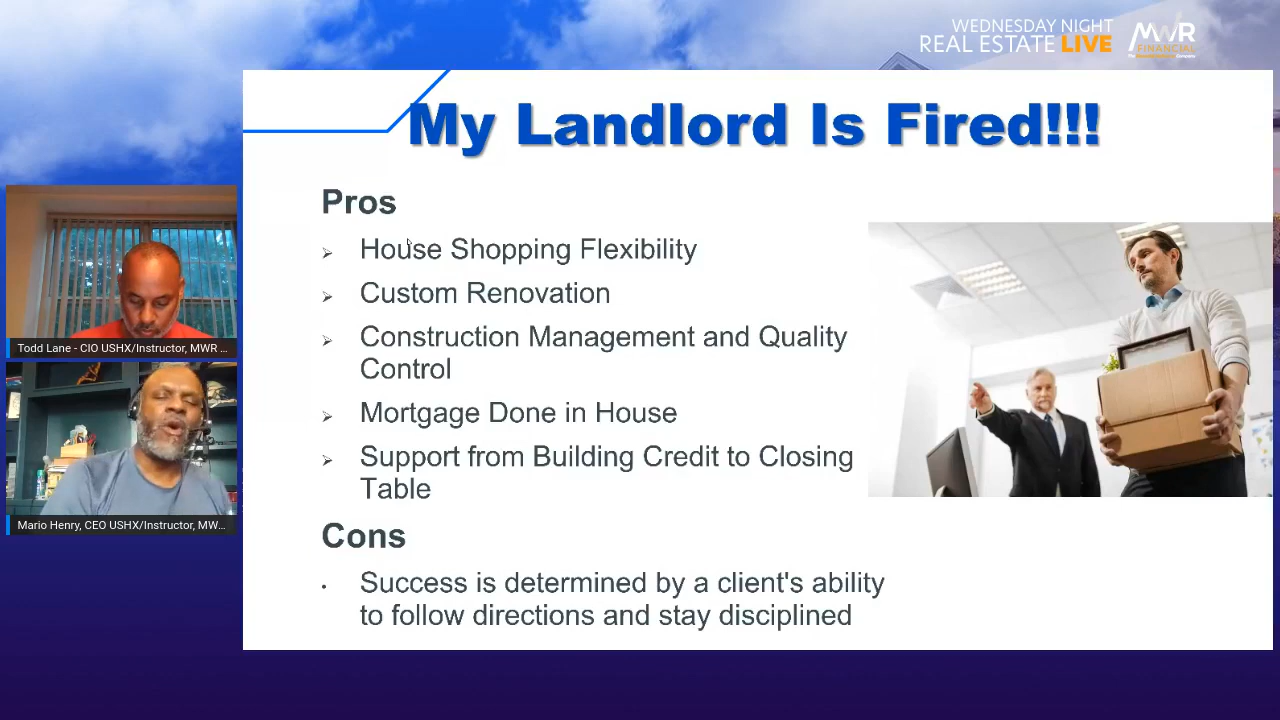 WEDNESDAY NIGHT
REAL ESTATE LIVE
MWR
FINANCIAL
My Landlord Is Fired!!!
Pros
House Shopping Flexibility
Custom Renovation
Construction Management and Quality
Control
Mortgage Done in House
Support from Building Credit to Closing
Table
Cons
Success is determined by a client's ability
to follow directions and stay disciplined
Todd Lane - CIO USHX/Instructor, MWR ...
Mario Henry, CEO USHX/Instructor, MW...